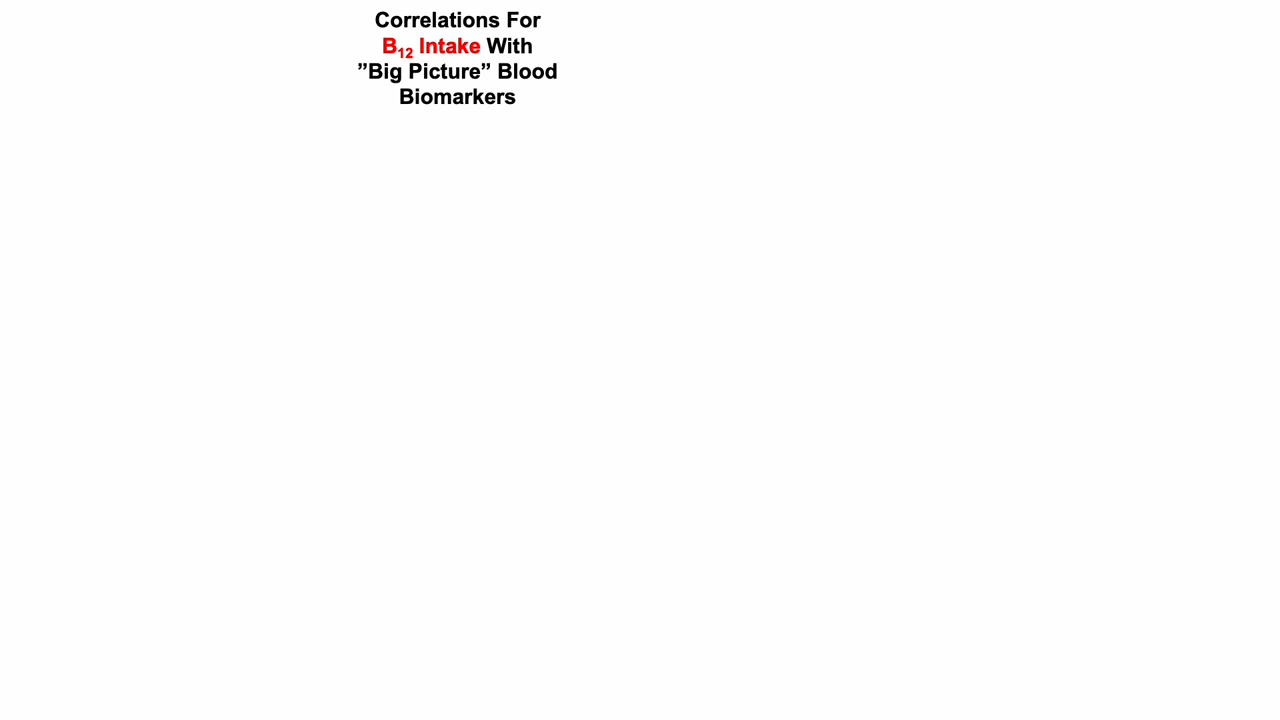 Correlations For
B₁₂ Intake With
”Big Picture” Blood
Biomarkers